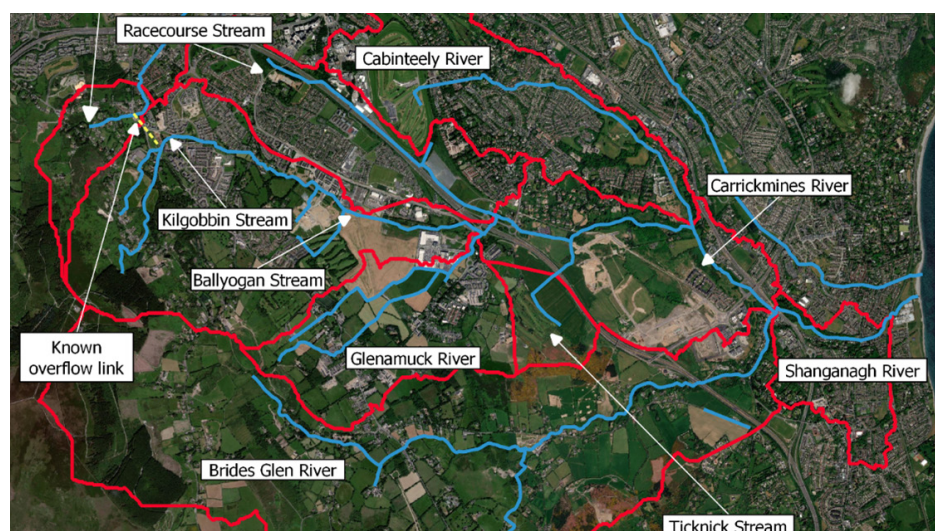 Racecourse Stream
Cabinteely River
Carrickmines River
Kilgobbin Stream
Ballyogan Stream
Known
overflow link
Glenamuck River
Shanganagh River
Brides Glen River
Ticknick Stream